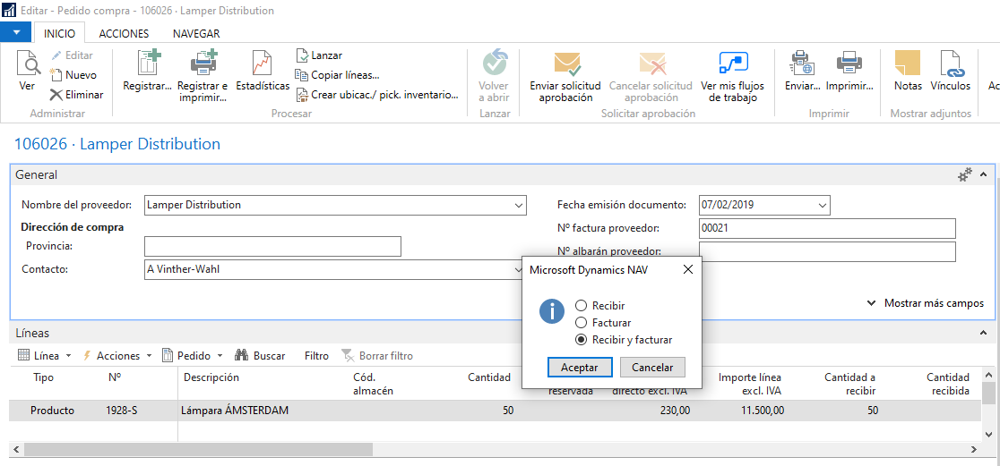 Editar - Pedido compra - 106026 · Lamper Distribution
INICIO ACCIONES NAVEGAR
Ver
Editar
Nuevo
Eliminar
Administrar
Registrar...
Registrar e
imprimir...
Estadísticas
Lanzar
Copiar líneas...
Crear ubicac./ pick. inventario...
Procesar
Volver
a abrir
Lanzar
Enviar solicitud
aprobación
Cancelar solicitud
aprobación
Ver mis flujos
de trabajo
Solicitar aprobación
Enviar...
Imprimir...
Imprimir
Notas
Vínculos
Mostrar adjuntos
Ac
106026 · Lamper Distribution
General
Nombre del proveedor: Lamper Distribution
Dirección de compra
Provincia:
Contacto: A Vinther-Wahl
Fecha emisión documento: 07/02/2019
Nº factura proveedor: 00021
Nº albarán proveedor:
Mostrar más campos
Microsoft Dynamics NAV
Recibir
Facturar
Recibir y facturar
Aceptar Cancelar
Líneas
Línea Acciones Pedido Buscar Filtro Borrar filtro
Tipo
Nº
Descripción
Cód.
almacén
Cantidad
reservada
directo excl. IVA
Importe línea
excl. IVA
Cantidad a
recibir
Cantidad
recibida
Producto 1928-S Lámpara ÁMSTERDAM 50 230,00 11.500,00 50